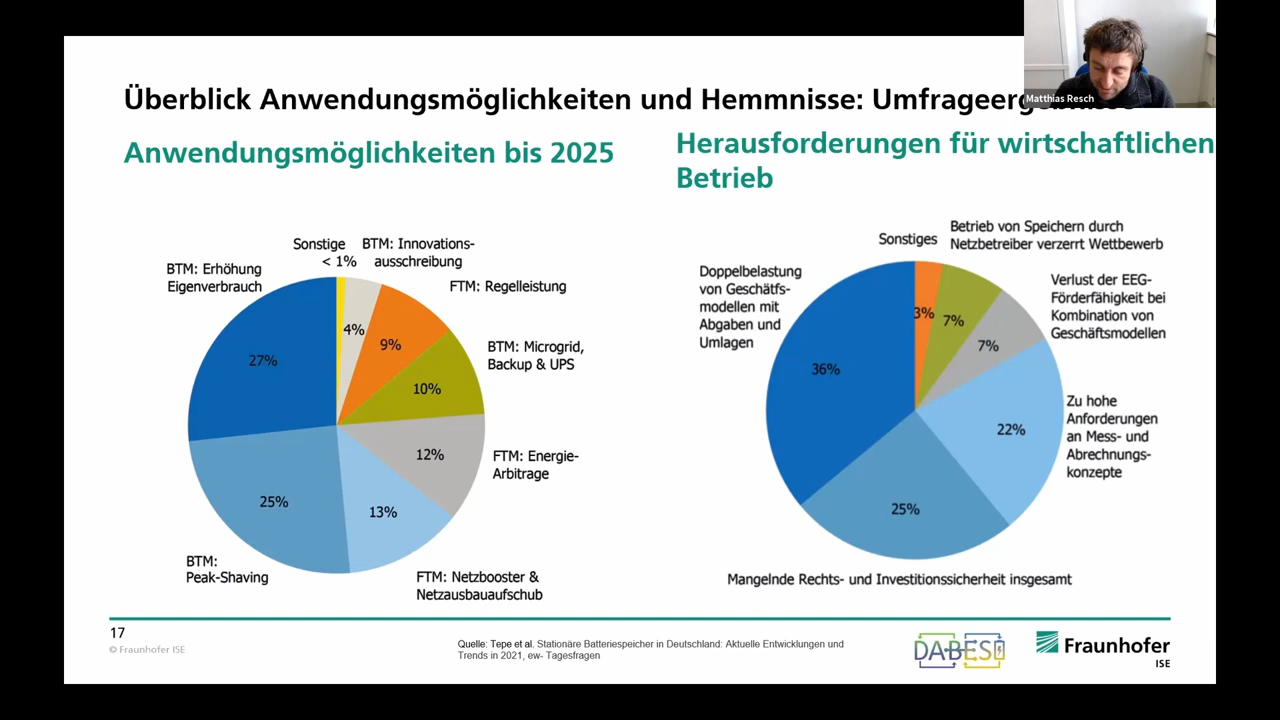 Matthias Resch
Überblick Anwendungsmöglichkeiten und Hemmnisse: Umfrageergebnisse
Anwendungsmöglichkeiten bis 2025
Herausforderungen für wirtschaftlichen
Betrieb
Sonstige
< 1%
BTM: Innovations-
ausschreibung
BTM: Erhöhung
Eigenverbrauch
FTM: Regelleistung
4%
9%
27%
BTM: Microgrid,
Backup & UPS
10%
12%
FTM: Energie-
Arbitrage
25%
13%
BTM:
Peak-Shaving
FTM: Netzbooster &
Netzausbauaufschub
Sonstiges
Betrieb von Speichern durch
Netzbetreiber verzerrt Wettbewerb
Doppelbelastung
von Geschätfs-
modellen mit
Abgaben und
Umlagen
Verlust der EEG-
Förderfähigkeit bei
Kombination von
Geschäftsmodellen
3%
7%
7%
36%
Zu hohe
Anforderungen
an Mess- und
Abrechnungs-
konzepte
22%
25%
Mangelnde Rechts- und Investitionssicherheit insgesamt
17
© Fraunhofer ISE
Quelle: Tepe et al. Stationäre Batteriespeicher in Deutschland: Aktuelle Entwicklungen und
Trends in 2021, ew- Tagesfragen
DABESI
Fraunhofer
ISE